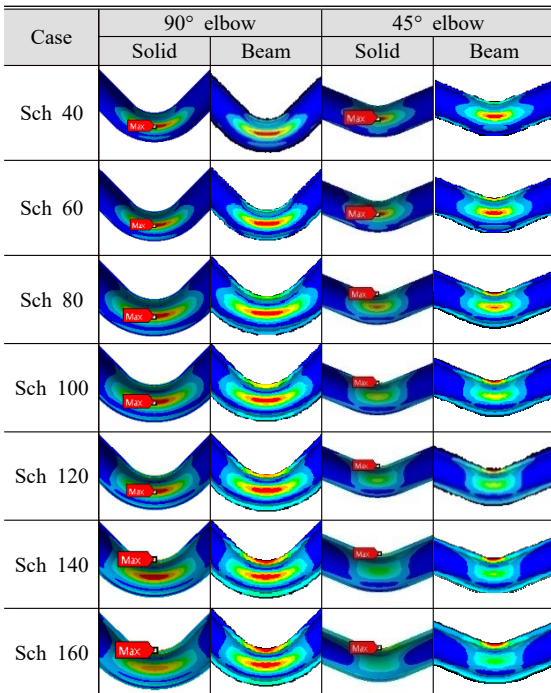 Case 90° elbow 45° elbow
Solid Beam Solid Beam
Sch 40 Max Max
Sch 60 Max Max
Sch 80 Max Max
Sch 100 Max Max
Sch 120 Max Max
Sch 140 Max Max
Sch 160 Max Max